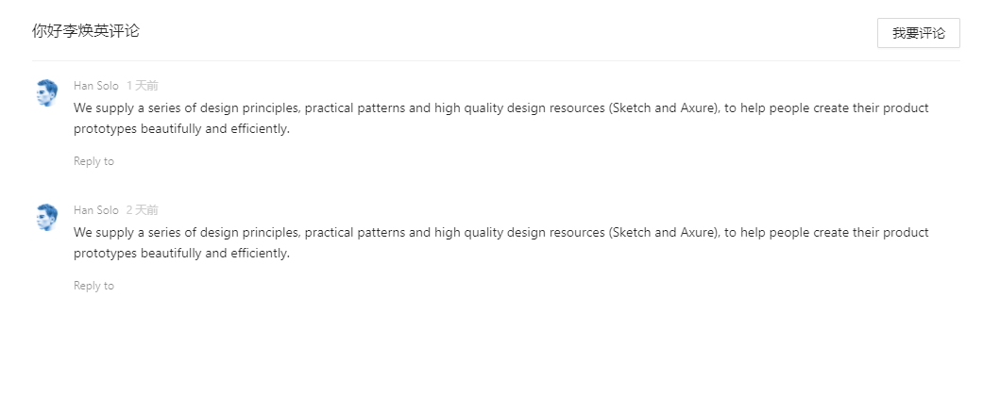 你好李焕英评论
我要评论
Han Solo 1 天前
We supply a series of design principles, practical patterns and high quality design resources (Sketch and Axure), to help people create their product
prototypes beautifully and efficiently.
Reply to
Han Solo 2 天前
We supply a series of design principles, practical patterns and high quality design resources (Sketch and Axure), to help people create their product
prototypes beautifully and efficiently.
Reply to